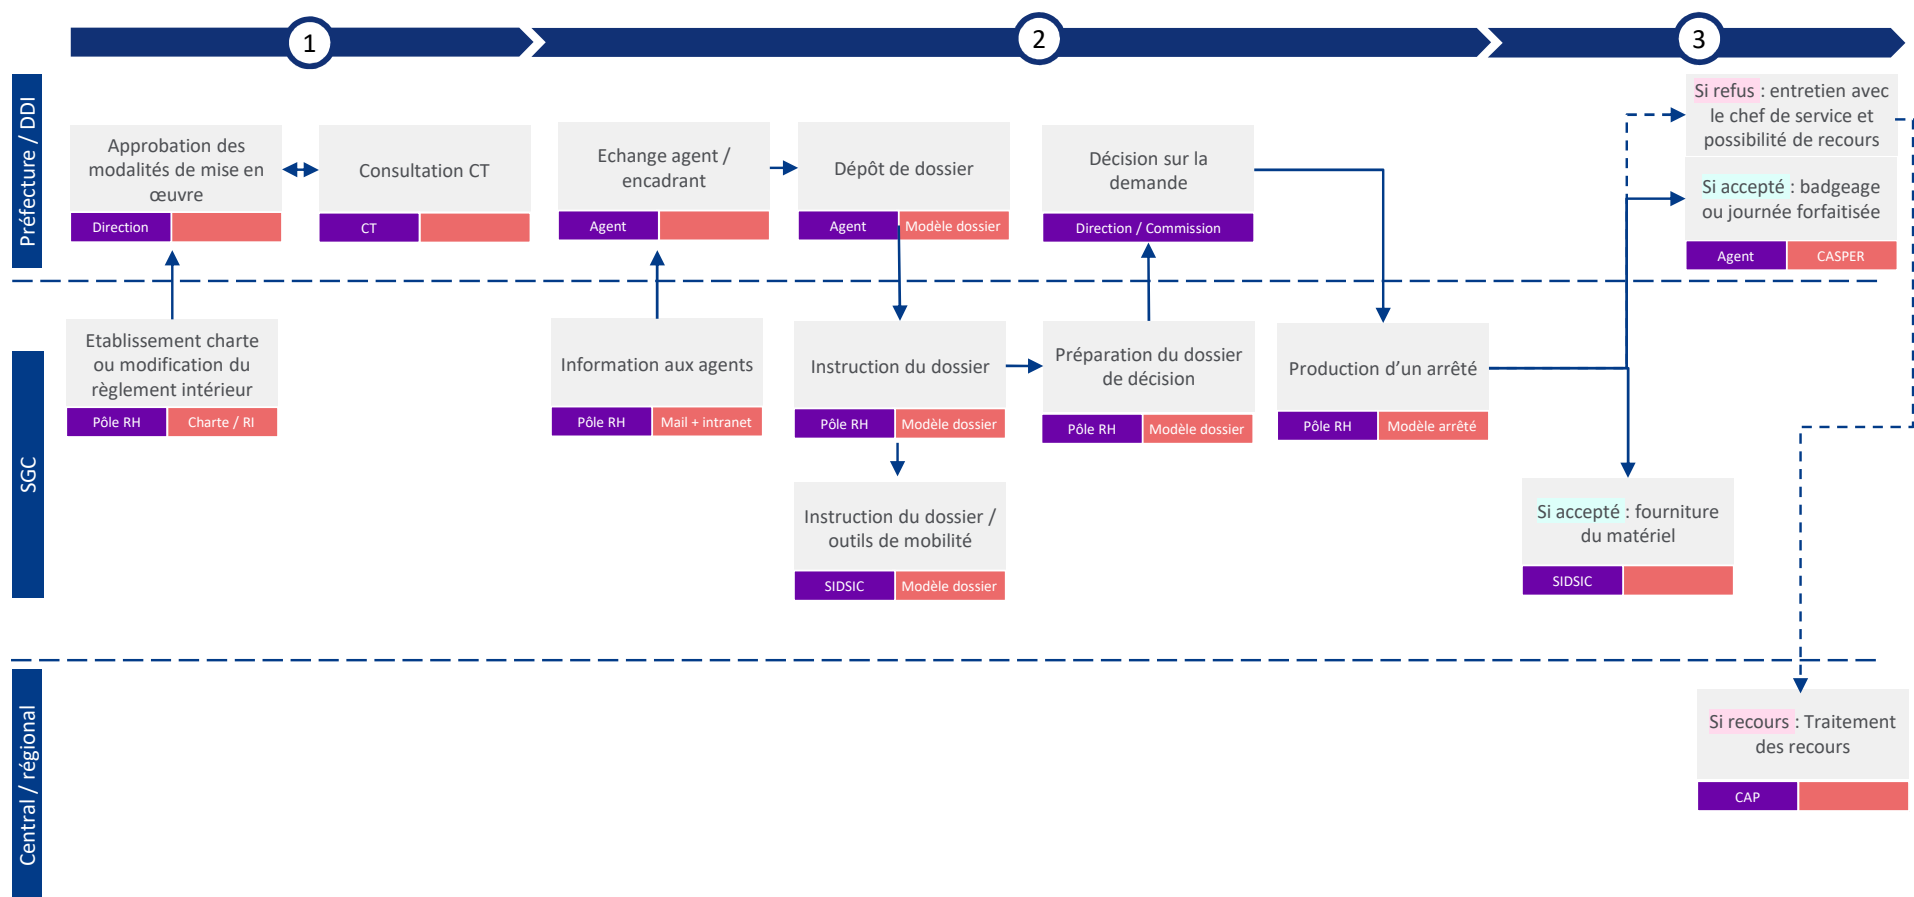 1
2
3
Préfecture / DDI
Approbation des
modalités de mise en
œuvre
Direction
Consultation CT
CT
Echange agent /
encadrant
Agent
Dépôt de dossier
Agent
Modèle dossier
Décision sur la
demande
Direction / Commission
Si refus : entretien avec
le chef de service et
possibilité de recours
Si accepté : badgeage
ou journée forfaitisée
Agent
CASPER
SGC
Etablissement charte
ou modification du
règlement intérieur
Pôle RH
Charte / RI
Information aux agents
Pôle RH
Mail + intranet
Instruction du dossier
Pôle RH
Modèle dossier
Préparation du dossier
de décision
Pôle RH
Modèle dossier
Production d’un arrêté
Pôle RH
Modèle arrêté
Instruction du dossier /
outils de mobilité
SIDSIC
Modèle dossier
Si accepté : fourniture
du matériel
SIDSIC
Central / régional
Si recours : Traitement
des recours
CAP